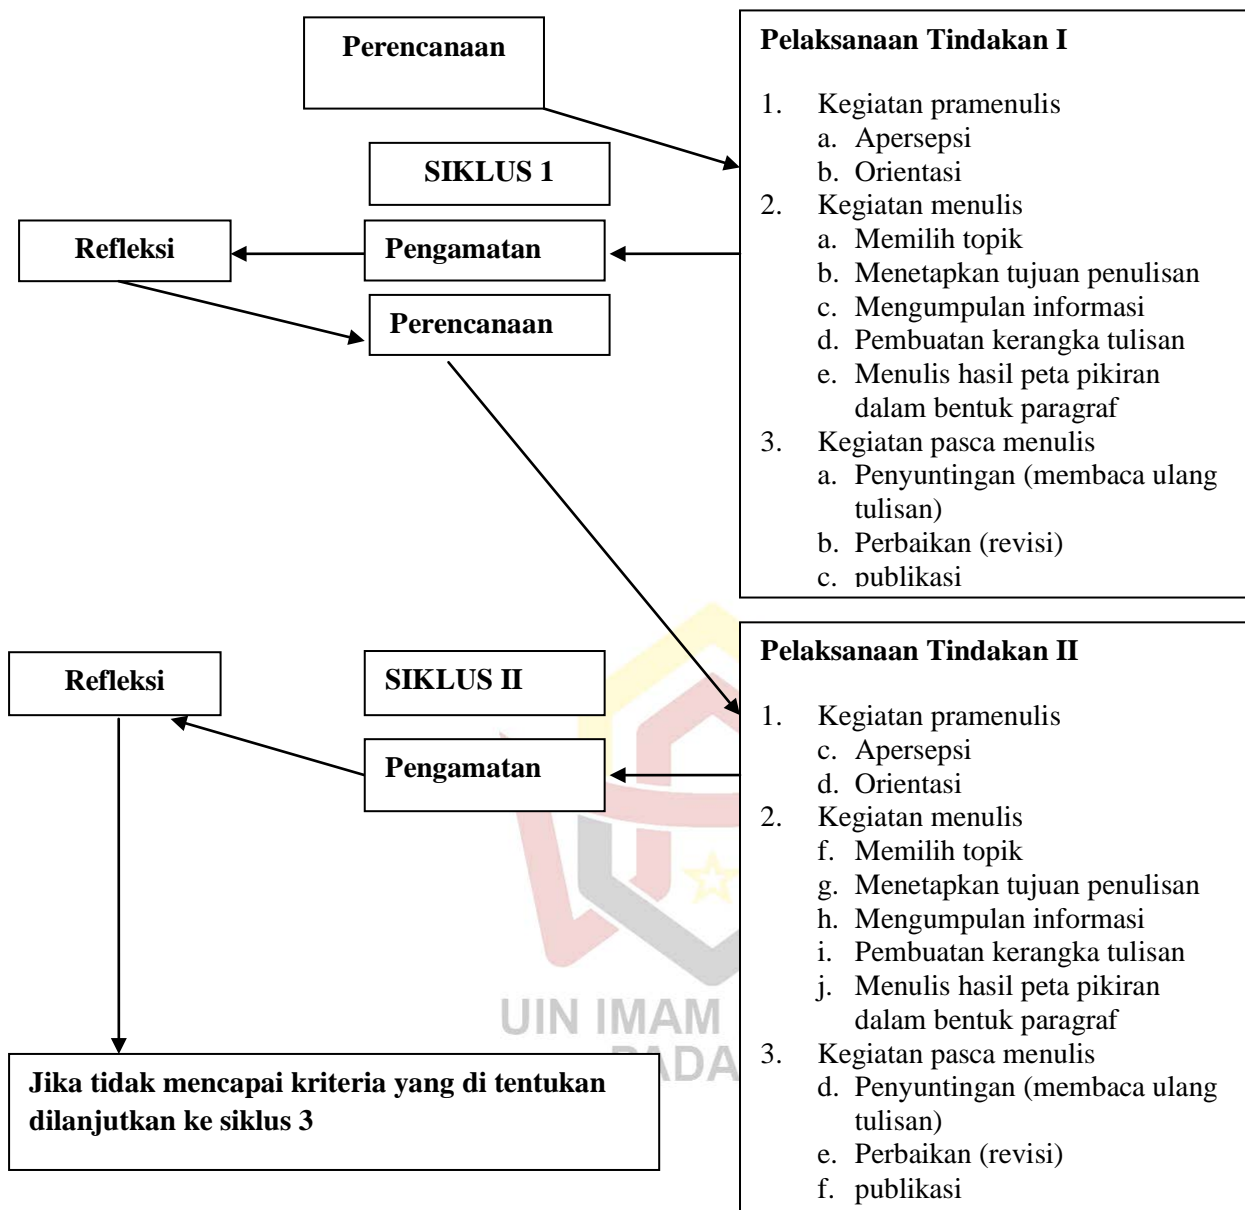 Perencanaan
Pelaksanaan Tindakan I
1. Kegiatan pramenulis
a. Apersepsi
b. Orientasi
2. Kegiatan menulis
a. Memilih topik
b. Menetapkan tujuan penulisan
c. Mengumpulan informasi
d. Pembuatan kerangka tulisan
e. Menulis hasil peta pikiran
dalam bentuk paragraf
3. Kegiatan pasca menulis
a. Penyuntingan (membaca ulang
tulisan)
b. Perbaikan (revisi)
c. publikasi
SIKLUS 1
Refleksi
Pengamatan
Perencanaan
Pelaksanaan Tindakan II
1. Kegiatan pramenulis
c. Apersepsi
d. Orientasi
2. Kegiatan menulis
f. Memilih topik
g. Menetapkan tujuan penulisan
h. Mengumpulan informasi
i. Pembuatan kerangka tulisan
j. Menulis hasil peta pikiran
dalam bentuk paragraf
3. Kegiatan pasca menulis
d. Penyuntingan (membaca ulang
tulisan)
e. Perbaikan (revisi)
f. publikasi
Refleksi
SIKLUS II
Pengamatan
UIN IMAM
Jika tidak mencapai kriteria yang di tentukan
dilanjutkan ke siklus 3